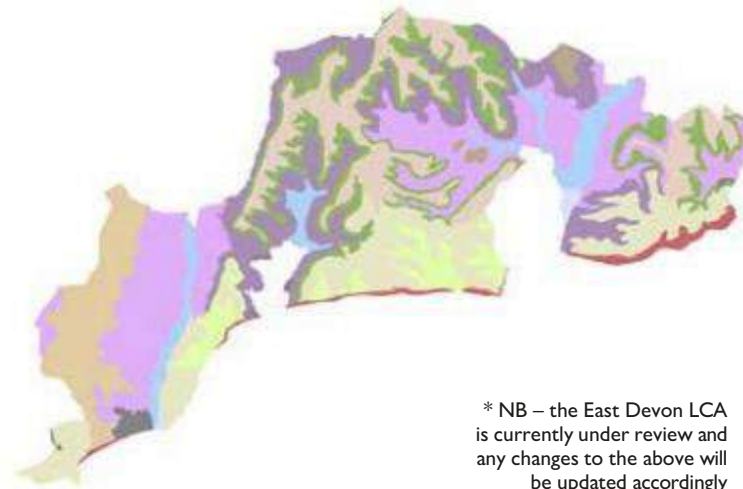 * NB – the East Devon LCA
is currently under review and
any changes to the above will
be updated accordingly